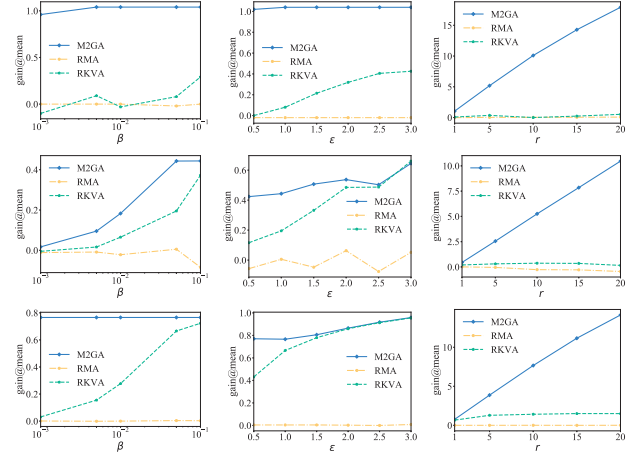 gain@mean
1.0
0.5
0.0
M2GA
RMA
RKVA
10⁻³
10⁻²
10⁻¹
β
gain@mean
1.00
0.75
0.50
0.25
0.00
M2GA
RMA
RKVA
0.5 1.0 1.5 2.0 2.5 3.0
ε
gain@mean
15
10
5
0
M2GA
RMA
RKVA
1 5 10 15 20
r
gain@mean
0.4
0.2
0.0
M2GA
RMA
RKVA
10⁻³
10⁻²
10⁻¹
β
gain@mean
0.6
0.4
0.2
0.0
M2GA
RMA
RKVA
0.5 1.0 1.5 2.0 2.5 3.0
ε
gain@mean
10.0
7.5
5.0
2.5
0.0
M2GA
RMA
RKVA
1 5 10 15 20
r
gain@mean
0.8
0.6
0.4
0.2
0.0
M2GA
RMA
RKVA
10⁻³
10⁻²
10⁻¹
β
gain@mean
1.0
0.8
0.6
0.4
0.2
0.0
M2GA
RMA
RKVA
0.5 1.0 1.5 2.0 2.5 3.0
ε
gain@mean
10
5
0
M2GA
RMA
RKVA
1 5 10 15 20
r